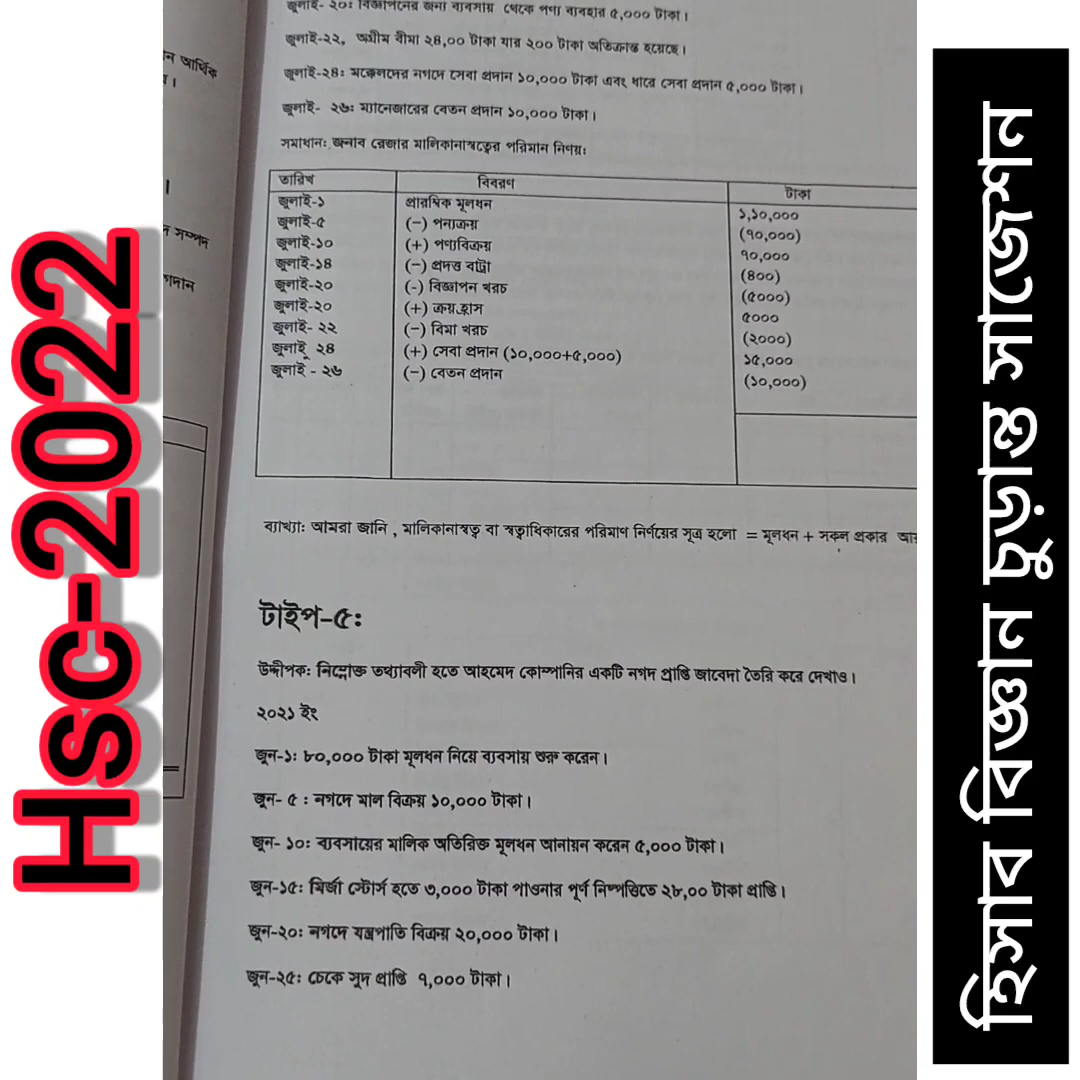 Hsc-2022
হিসাব বিজ্ঞান চুড়ান্ত সাজেশান
ন আর্থিক
ন সম্পদ
দান
জুলাই- ২০: বিজ্ঞাপনের জন্য ব্যবসায় থেকে পণ্য ব্যবহার ৫,০০০ টাকা।
জুলাই-২২, অগ্রীম বীমা ২৪,০০ টাকা যার ২০০ টাকা অতিক্রান্ত হয়েছে।
জুলাই-২৪: মক্কেলদের নগদে সেবা প্রদান ১০,০০০ টাকা এবং ধারে সেবা প্রদান ৫,০০০ টাকা।
জুলাই- ২৬: ম্যানেজারের বেতন প্রদান ১০,০০০ টাকা।
সমাধান: জনাব রেজার মালিকানাস্বত্বের পরিমান নির্ণয়:
তারিখ বিবরণ টাকা
জুলাই-১ প্রারম্ভিক মূলধন ১,১০,০০০
জুলাই-৫ (−) পন্যক্রয় (৭০,০০০)
জুলাই-১০ (+) পণ্যবিক্রয় ৭০,০০০
জুলাই-১৪ (−) প্রদত্ত বাট্টা (৪০০)
জুলাই-২০ (-) বিজ্ঞাপন খরচ (৫০০০)
জুলাই-২০ (+) ক্রয় হ্রাস ৫০০০
জুলাই- ২২ (−) বিমা খরচ (২০০০)
জুলাই ২৪ (+) সেবা প্রদান (১০,০০০+৫,০০০) ১৫,০০০
জুলাই - ২৬ (−) বেতন প্রদান (১০,০০০)
ব্যাখ্যা: আমরা জানি , মালিকানাস্বত্ব বা স্বত্বাধিকারের পরিমাণ নির্ণয়ের সূত্র হলো = মূলধন + সকল প্রকার
টাইপ-৫:
উদ্দীপক: নিম্নোক্ত তথ্যাবলী হতে আহমেদ কোম্পানির একটি নগদ প্রাপ্তি জাবেদা তৈরি করে দেখাও।
২০২১ ইং
জুন-১: ৮০,০০০ টাকা মূলধন নিয়ে ব্যবসায় শুরু করেন।
জুন- ৫ : নগদে মাল বিক্রয় ১০,০০০ টাকা।
জুন- ১০: ব্যবসায়ের মালিক অতিরিক্ত মূলধন আনায়ন করেন ৫,০০০ টাকা।
জুন-১৫: মির্জা স্টোর্স হতে ৩,০০০ টাকা পাওনার পূর্ণ নিষ্পত্তিতে ২৮,০০ টাকা প্রাপ্তি।
জুন-২০: নগদে যন্ত্রপাতি বিক্রয় ২০,০০০ টাকা।
জুন-২৫: চেকে সুদ প্রাপ্তি ৭,০০০ টাকা।